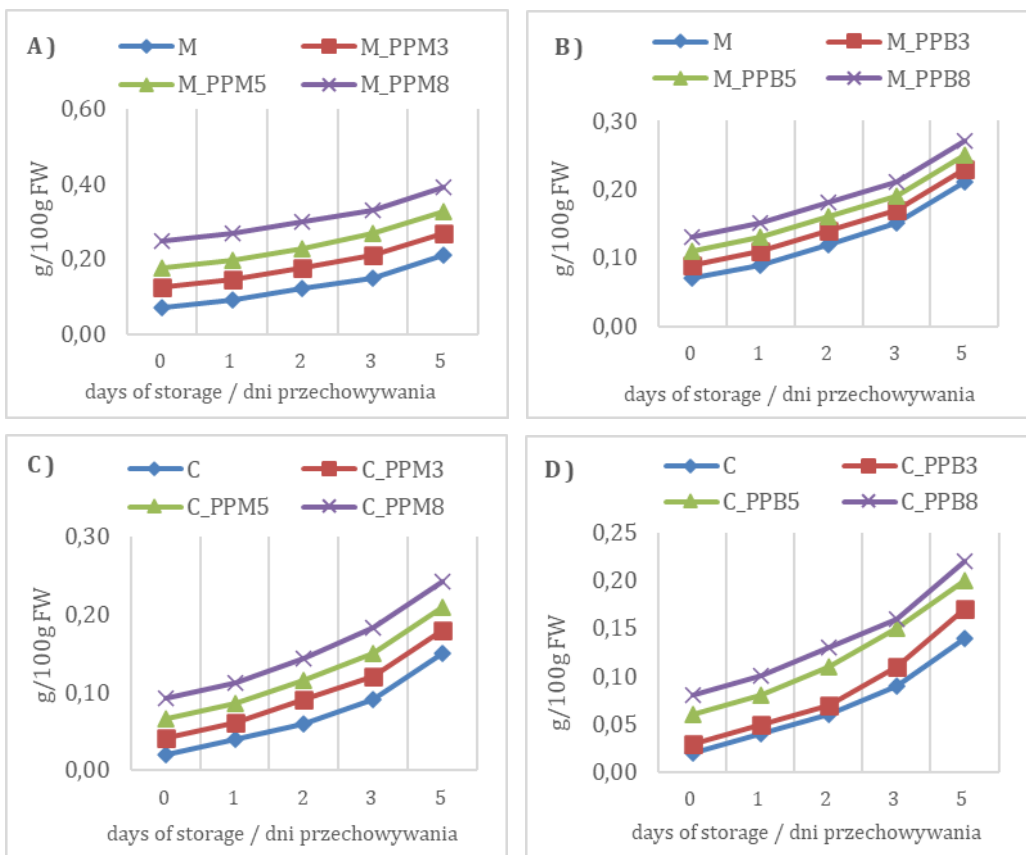 A)
M M_PPM3
M_PPM5 M_PPM8
g/100g FW
0,60
0,40
0,20
0,00
0 1 2 3 5
days of storage / dni przechowywania
B)
M M_PPB3
M_PPB5 M_PPB8
g/100g FW
0,30
0,20
0,10
0,00
0 1 2 3 5
days of storage / dni przechowywania
C)
C C_PPM3
C_PPM5 C_PPM8
g/100g FW
0,30
0,20
0,10
0,00
0 1 2 3 5
days of storage / dni przechowywania
D)
C C_PPB3
C_PPB5 C_PPB8
g/100g FW
0,25
0,20
0,15
0,10
0,05
0,00
0 1 2 3 5
days of storage / dni przechowywania